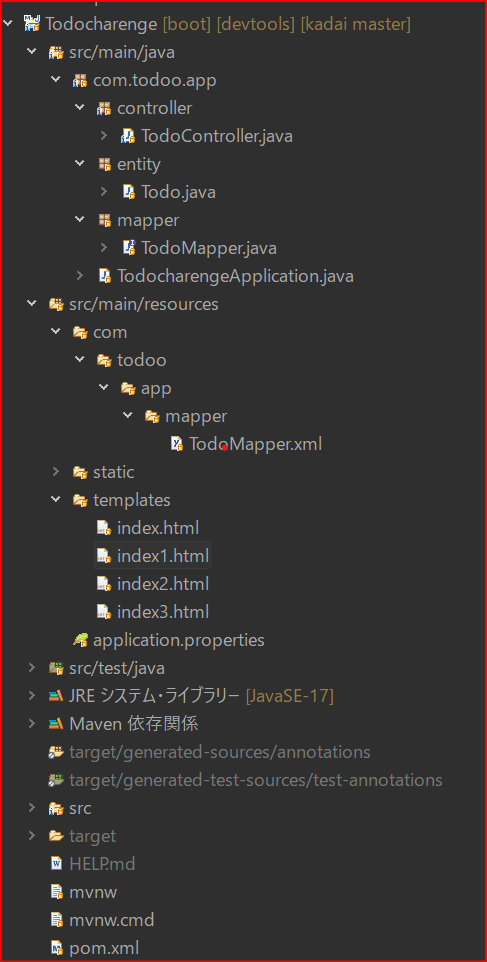 Todocharenge [boot] [devtools] [kadai master]
src/main/java
com.todoo.app
controller
TodoController.java
entity
Todo.java
mapper
TodoMapper.java
TodocharengeApplication.java
src/main/resources
com
todoo
app
mapper
TodoMapper.xml
static
templates
index.html
index1.html
index2.html
index3.html
application.properties
src/test/java
JRE システム・ライブラリー [JavaSE-17]
Maven 依存関係
target/generated-sources/annotations
target/generated-test-sources/test-annotations
src
target
HELP.md
mvnw
mvnw.cmd
pom.xml